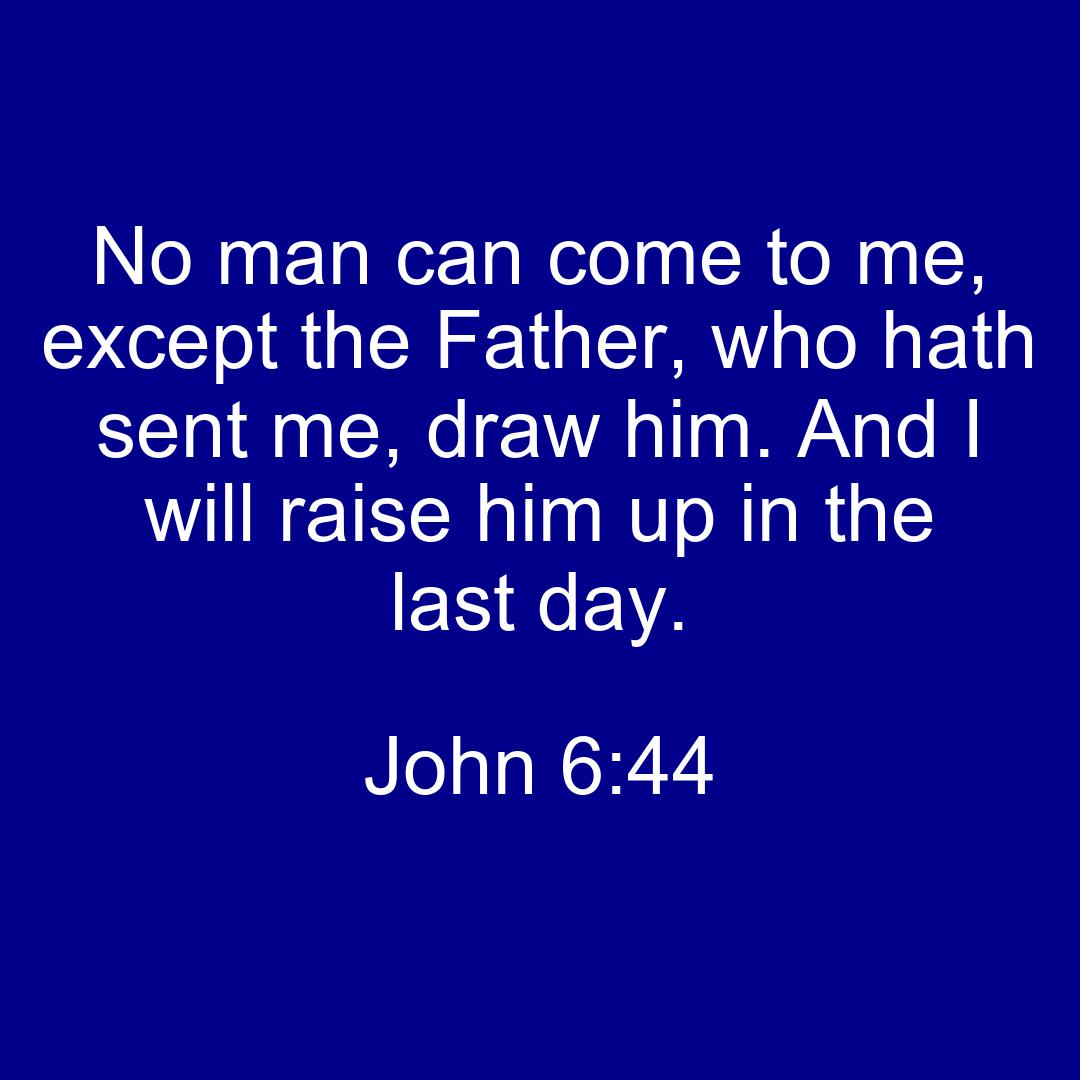 No man can come to me,
except the Father, who hath
sent me, draw him. And I
will raise him up in the
last day.
John 6:44